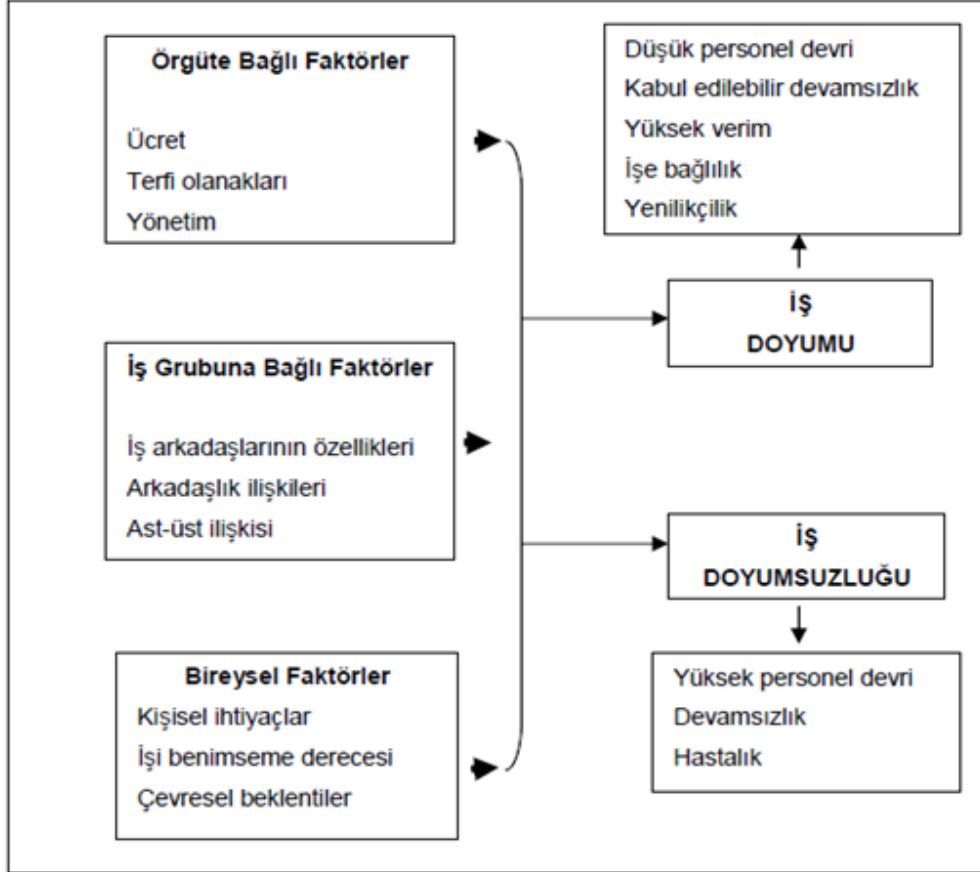 Örgüte Bağlı Faktörler
Ücret
Terfi olanakları
Yönetim
İş Grubuna Bağlı Faktörler
İş arkadaşlarının özellikleri
Arkadaşlık ilişkileri
Ast-üst ilişkisi
Bireysel Faktörler
Kişisel ihtiyaçlar
İşi benimseme derecesi
Çevresel beklentiler
Düşük personel devri
Kabul edilebilir devamsızlık
Yüksek verim
İşe bağlılık
Yenilikçilik
İŞ
DOYUMU
İŞ
DOYUMSUZLUĞU
Yüksek personel devri
Devamsızlık
Hastalık